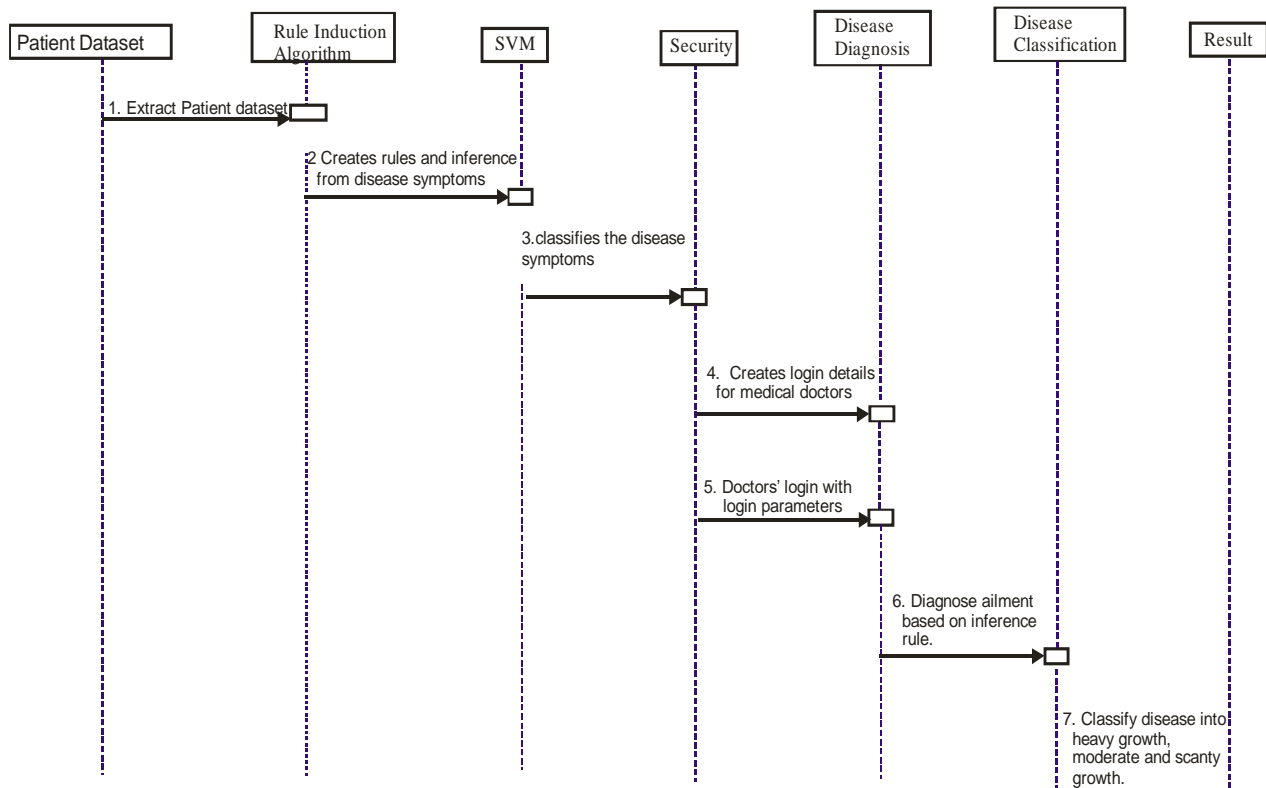 Patient Dataset
Rule Induction
Algorithm
SVM
Security
Disease
Diagnosis
Disease
Classification
Result
1. Extract Patient dataset
2 Creates rules and inference
from disease symptoms
3.classifies the disease
symptoms
4. Creates login details
for medical doctors
5. Doctors' login with
login parameters
6. Diagnose ailment
based on inference
rule.
7. Classify disease into
heavy growth,
moderate and scanty
growth.